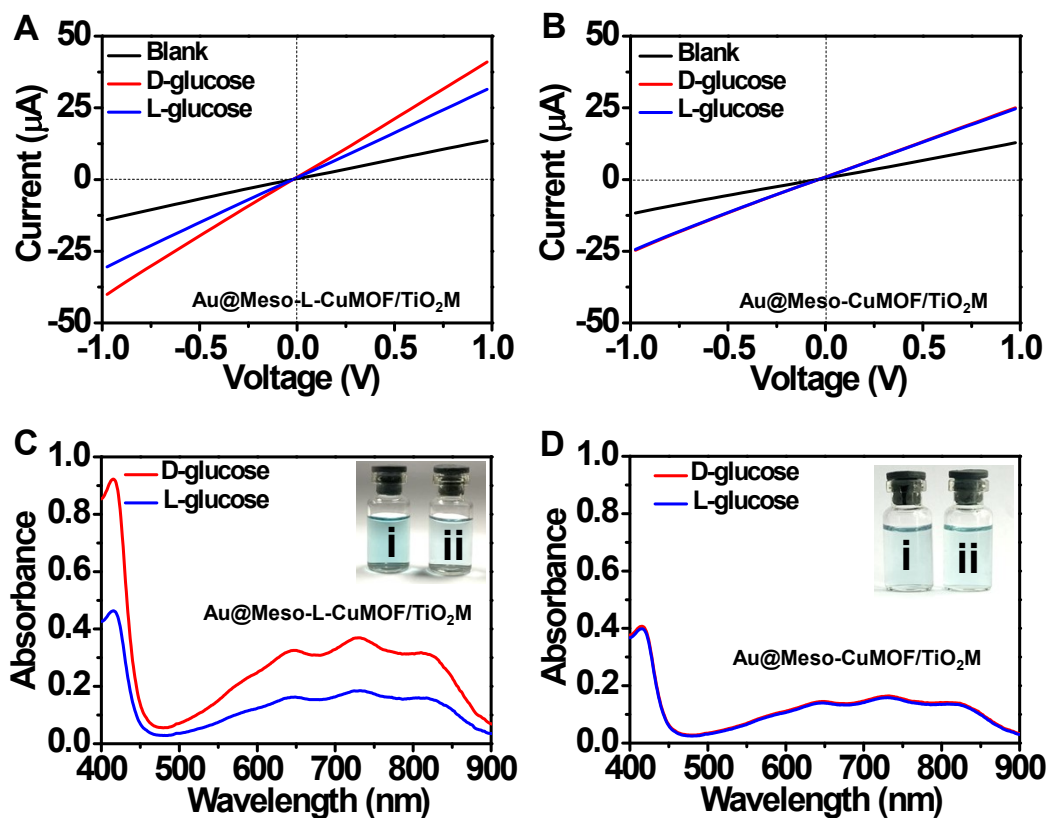 A
Blank
D-glucose
L-glucose
50
25
0
-25
-50
Current (μA)
Au@Meso-L-CuMOF/TiO₂M
-1.0 -0.5 0.0 0.5 1.0
Voltage (V)
B
Blank
D-glucose
L-glucose
50
25
0
-25
-50
Current (μA)
Au@Meso-CuMOF/TiO₂M
-1.0 -0.5 0.0 0.5 1.0
Voltage (V)
C
D-glucose
L-glucose
i ii
1.0
0.8
0.6
0.4
0.2
0.0
Absorbance
Au@Meso-L-CuMOF/TiO₂M
400 500 600 700 800 900
Wavelength (nm)
D
D-glucose
L-glucose
i ii
1.0
0.8
0.6
0.4
0.2
0.0
Absorbance
Au@Meso-CuMOF/TiO₂M
400 500 600 700 800 900
Wavelength (nm)